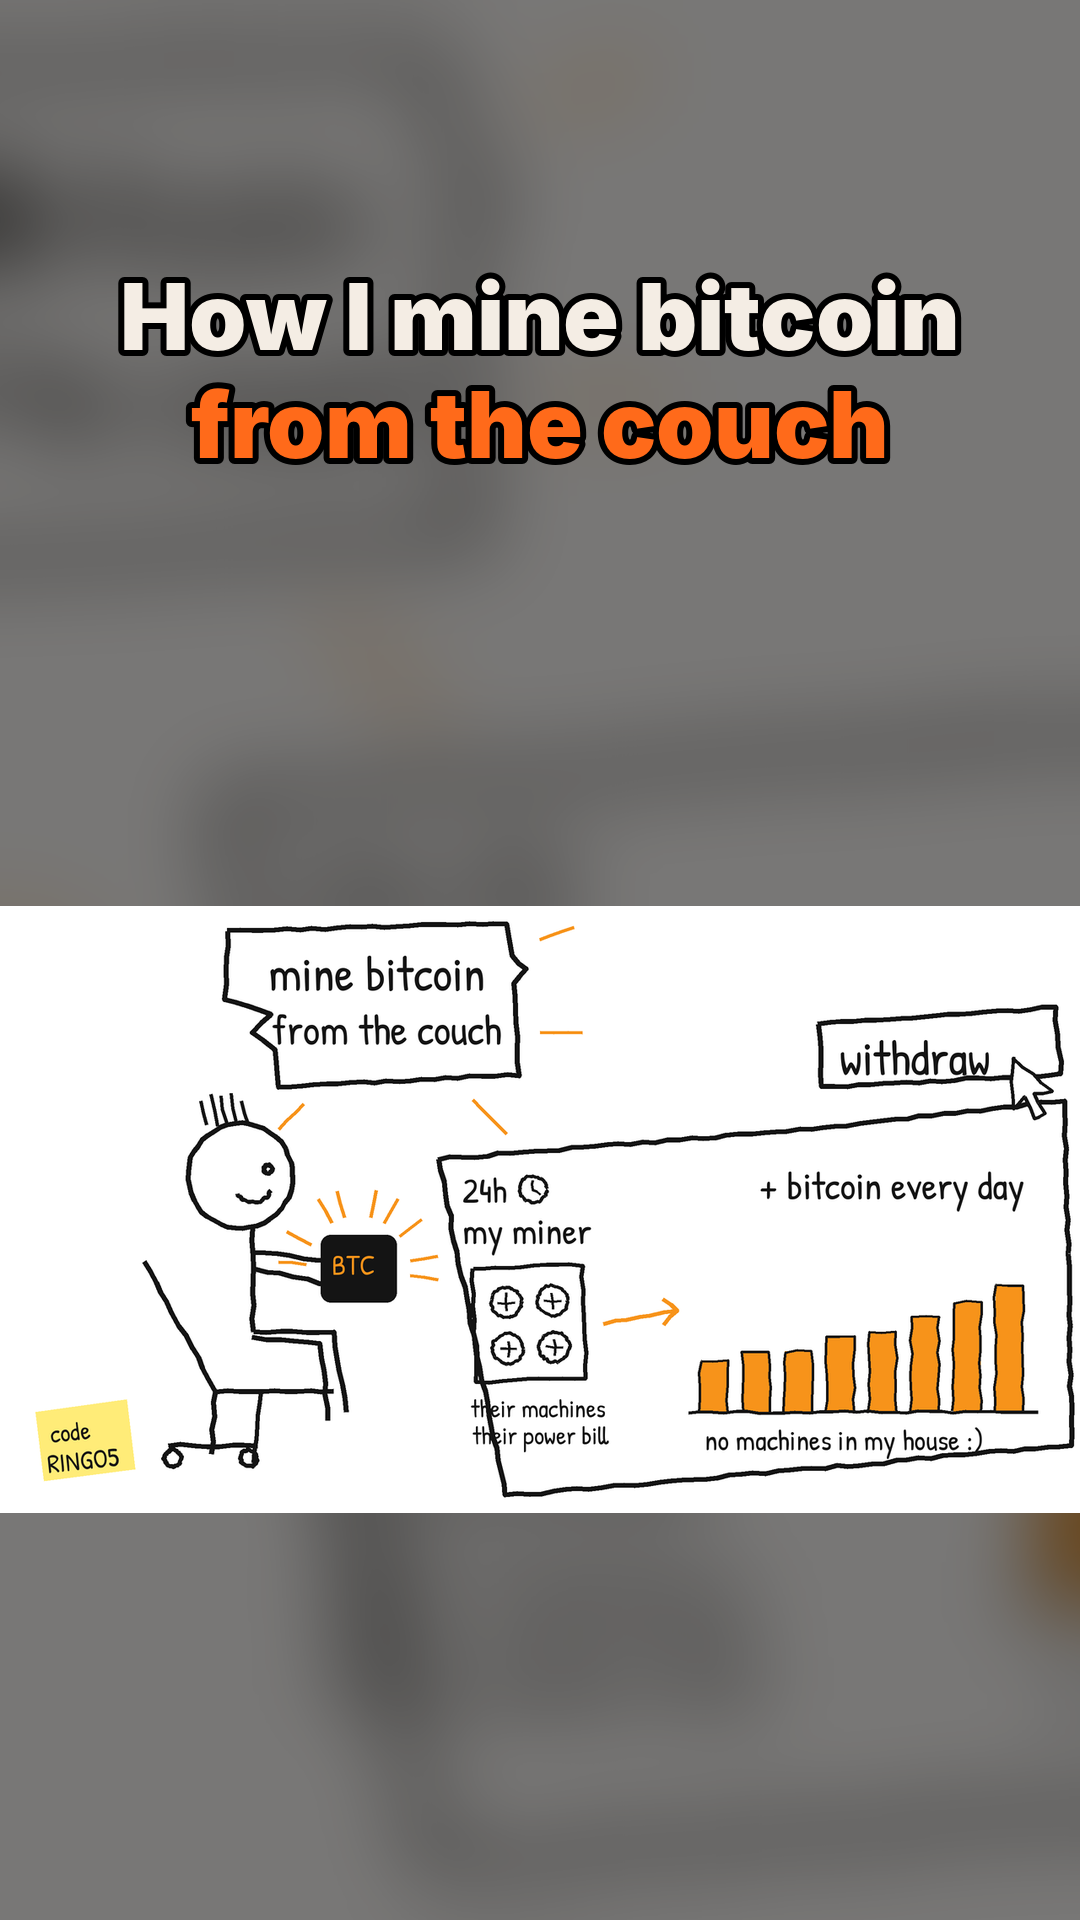 How I mine bitcoin
from the couch
mine bitcoin
from the couch
withdraw
24h
my miner
+ bitcoin every day
BTC
their machines
their power bill
no machines in my house :)
code
RINGO5